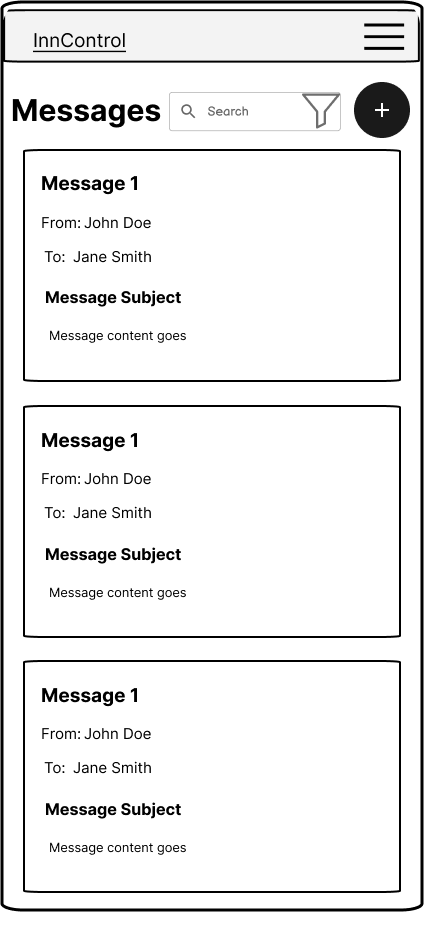 InnControl
Messages
Search
+
Message 1
From: John Doe
To: Jane Smith
Message Subject
Message content goes
Message 1
From: John Doe
To: Jane Smith
Message Subject
Message content goes
Message 1
From: John Doe
To: Jane Smith
Message Subject
Message content goes